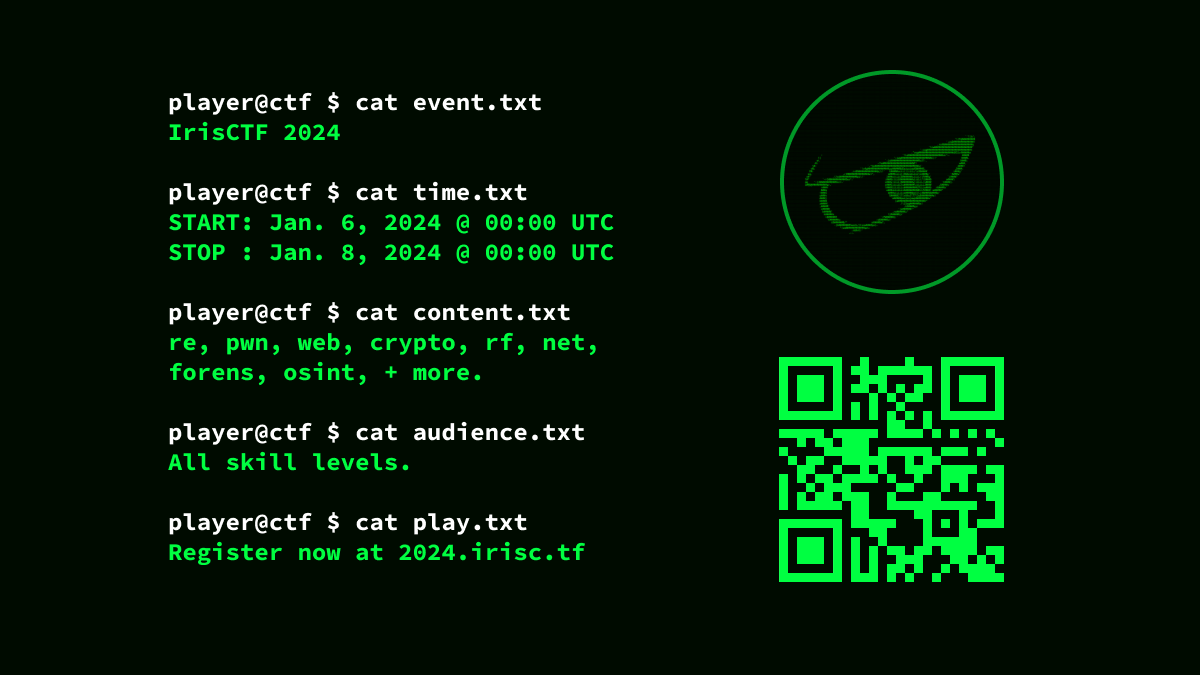 player@ctf $ cat event.txt
IrisCTF 2024
player@ctf $ cat time.txt
START: Jan. 6, 2024 @ 00:00 UTC
STOP : Jan. 8, 2024 @ 00:00 UTC
player@ctf $ cat content.txt
re, pwn, web, crypto, rf, net,
forens, osint, + more.
player@ctf $ cat audience.txt
All skill levels.
player@ctf $ cat play.txt
Register now at 2024.irisc.tf